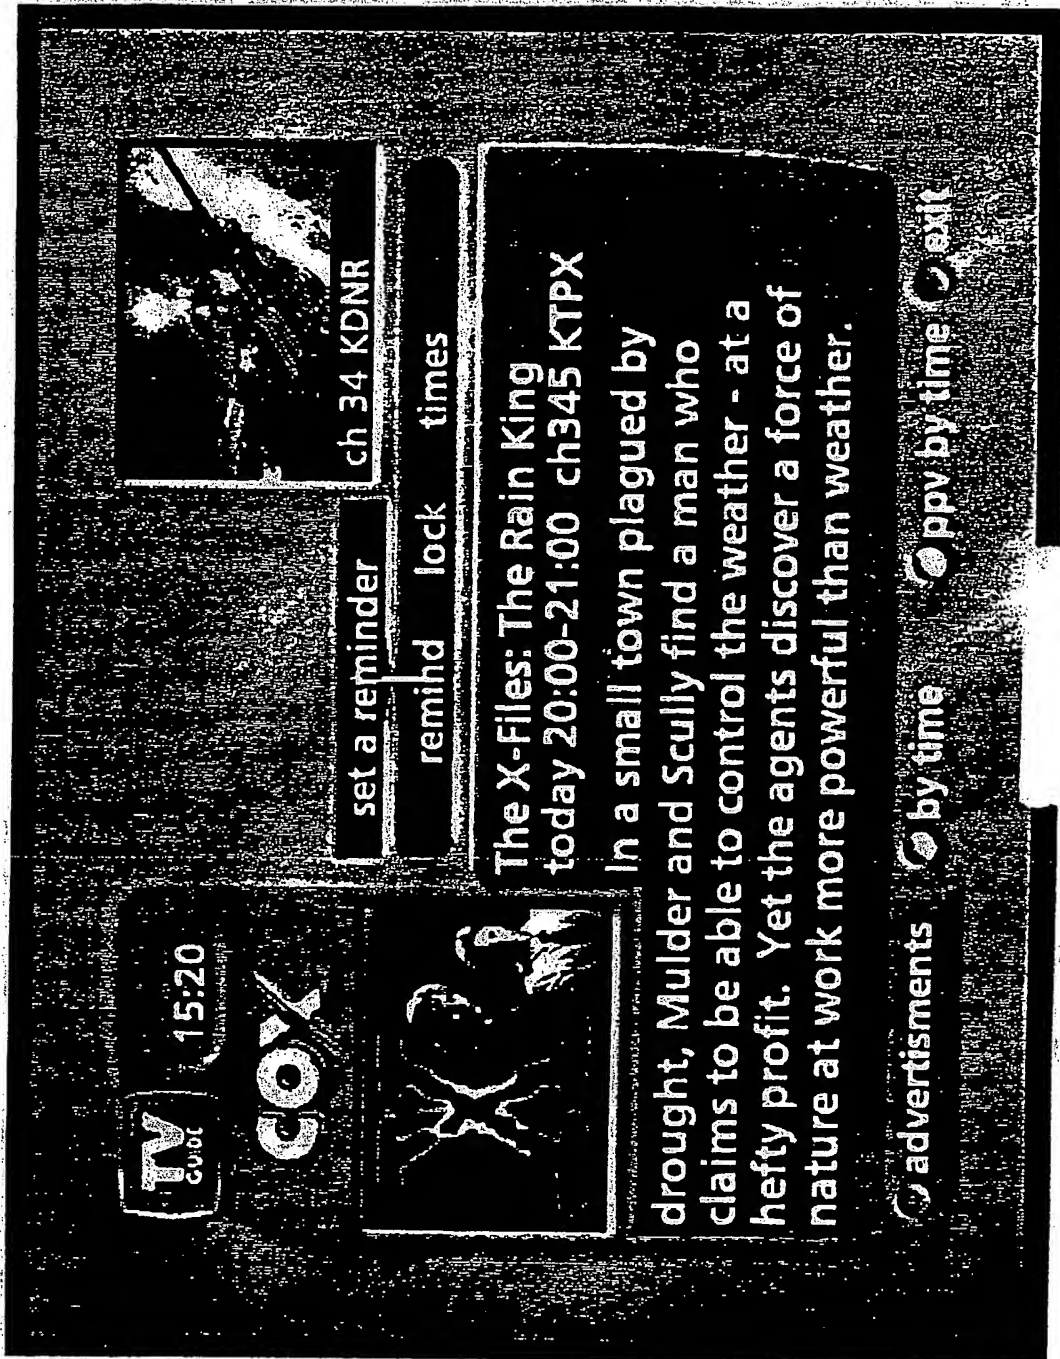 TV
GUIDE
15:20
COX
ch 34 KDNR
set a reminder
remind lock times
The X-Files: The Rain King
today 20:00-21:00 ch345 KTPX
In a small town plagued by
drought, Mulder and Scully find a man who
claims to be able to control the weather - at a
hefty profit. Yet the agents discover a force of
nature at work more powerful than weather.
advertisments by time ppv by time exit